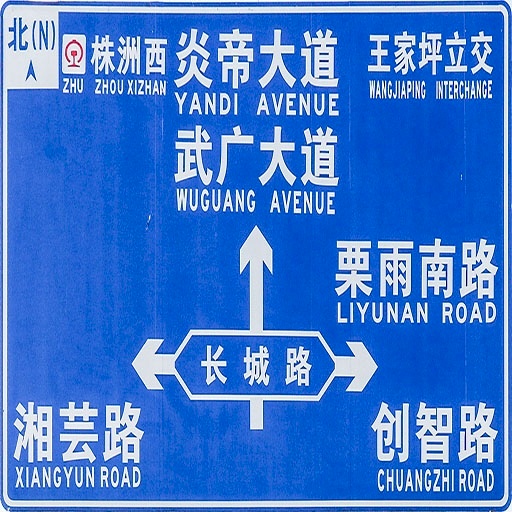 北(N)
株洲西
ZHU ZHOU XIZHAN
炎帝大道
YANDI AVENUE
王家坪立交
WANGJIAPING INTERCHANGE
武广大道
WUGUANG AVENUE
栗雨南路
LIYUNAN ROAD
长城路
湘芸路
XIANGYUN ROAD
创智路
CHUANGZHI ROAD